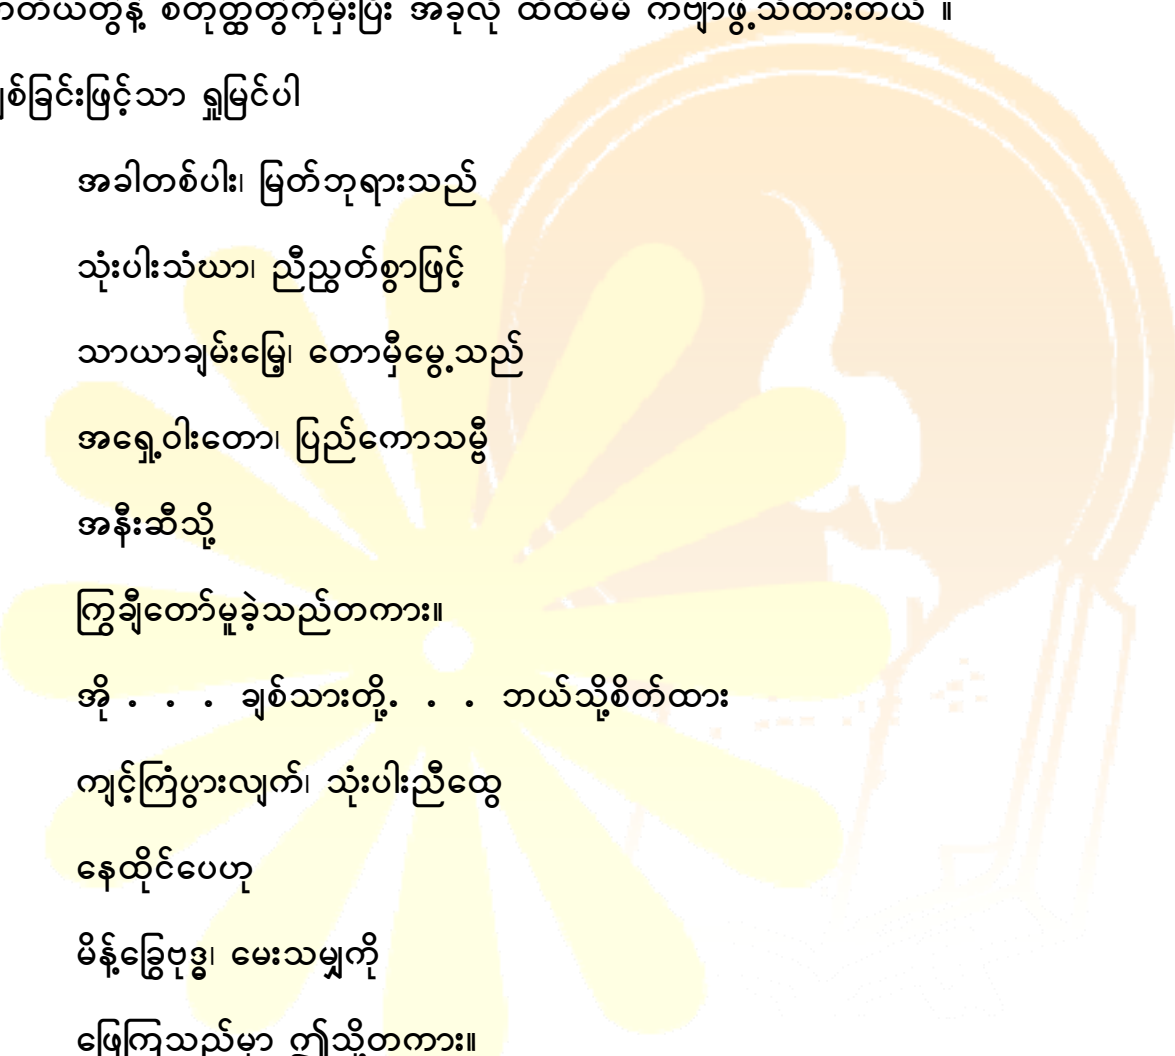 စတုတ္ထတွဲကိုမှီးပြီး အခုလို ထိထိမိမိ ကဗျာဖွဲ့သီထားတယ် ။
ခြင်းဖြင့်သာ ရှုမြင်ပါ
အခါတစ်ပါး၊ မြတ်ဘုရားသည်
သုံးပါးသံဃာ၊ ညီညွတ်စွာဖြင့်
သာယာချမ်းမြေ့၊ တောမှီမွေ့သည်
အရှေ့ဝါးတော၊ ပြည်ကောသမ္ဗီ
အနီးဆီသို့
ကြွချီတော်မူခဲ့သည်တကား။
အို . . . ချစ်သားတို့. . . ဘယ်သို့စိတ်ထား
ကျင့်ကြံပွားလျက်၊ သုံးပါးညီထွေ
နေထိုင်ပေဟု
မိန့်ခြွေဗုဒ္ဓ၊ မေးသမျှကို
ဖြေကြသည်မှာ ဤသို့တကား။